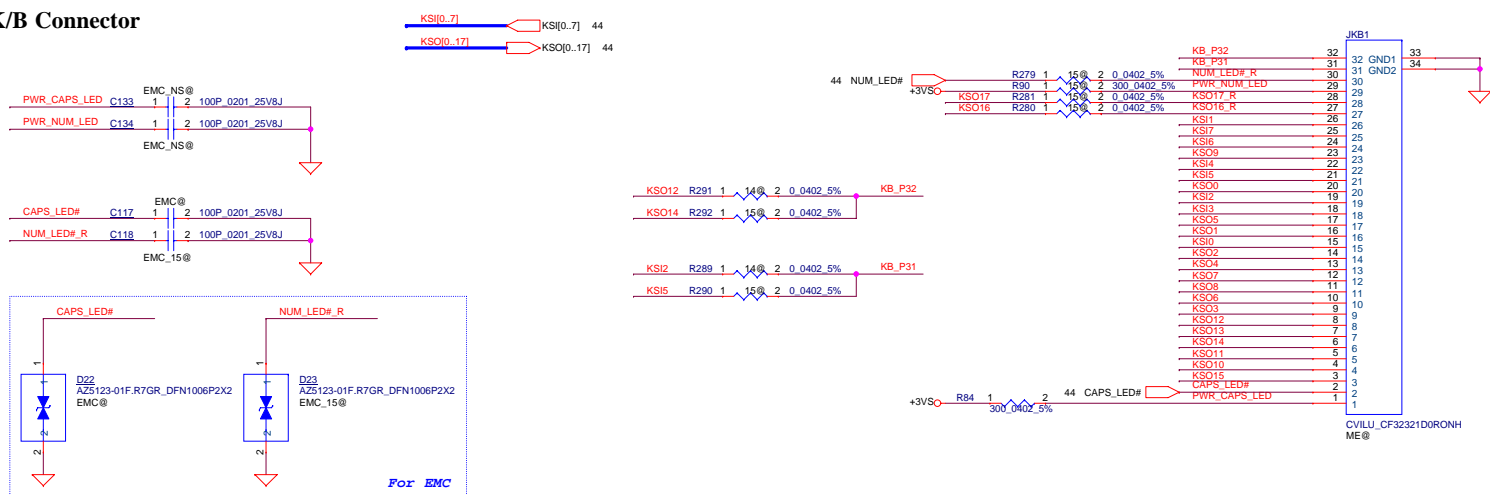 K/B Connector
KSI[0..7] KSI[0..7] 44
KSO[0..17] KSO[0..17] 44
EMC_NS@
PWR_CAPS_LED C133 1 2 100P_0201_25V8J
PWR_NUM_LED C134 1 2 100P_0201_25V8J
EMC_NS@
EMC@
CAPS_LED# C117 1 2 100P_0201_25V8J
NUM_LED#_R C118 1 2 100P_0201_25V8J
EMC_15@
CAPS_LED# NUM_LED#_R
1 1
1 1
D22
AZ5123-01F.R7GR_DFN1006P2X2
EMC@
D23
AZ5123-01F.R7GR_DFN1006P2X2
EMC_15@
2 2
2 2
For EMC
KSO12 R291 1 14@ 2 0_0402_5% KB_P32
KSO14 R292 1 15@ 2 0_0402_5%
KSI2 R289 1 14@ 2 0_0402_5% KB_P31
KSI5 R290 1 15@ 2 0_0402_5%
JKB1
KB_P32 32 32 GND1 33
KB_P31 31 31 GND2 34
44 NUM_LED# R279 1 15@ 2 0_0402_5% NUM_LED#_R 30 30
+3VS R90 1 15@ 2 300_0402_5% PWR_NUM_LED 29 29
KSO17 R281 1 15@ 2 0_0402_5% KSO17_R 28 28
KSO16 R280 1 15@ 2 0_0402_5% KSO16_R 27 27
KSI1 26 26
KSI7 25 25
KSI6 24 24
KSO9 23 23
KSI4 22 22
KSI5 21 21
KSO0 20 20
KSI2 19 19
KSI3 18 18
KSO5 17 17
KSO1 16 16
KSI0 15 15
KSO2 14 14
KSO4 13 13
KSO7 12 12
KSO8 11 11
KSO6 10 10
KSO3 9 9
KSO12 8 8
KSO13 7 7
KSO14 6 6
KSO11 5 5
KSO10 4 4
KSO15 3 3
44 CAPS_LED# CAPS_LED# 2 2
+3VS R84 1 2 300_0402_5% PWR_CAPS_LED 1 1
CVILU_CF32321D0RONH
ME@